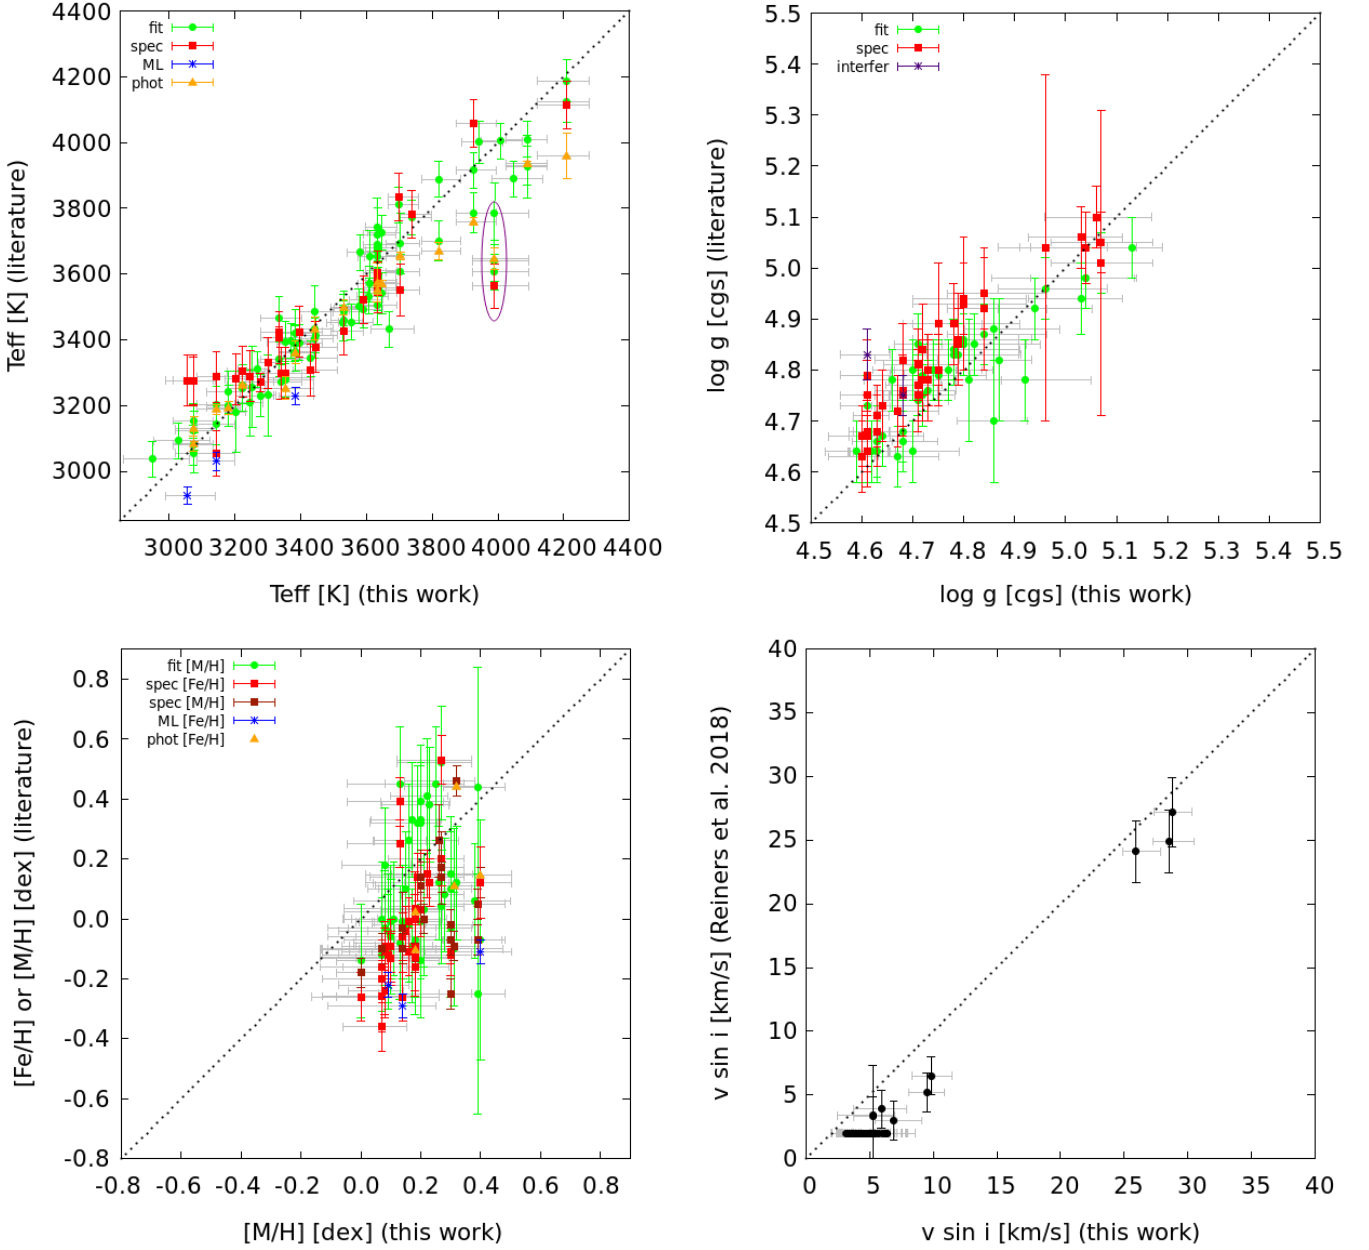 4400
4200
4000
3800
3600
3400
3200
3000
fit
spec
ML
phot
Teff [K] (literature)
3000 3200 3400 3600 3800 4000 4200 4400
Teff [K] (this work)
5.5
5.4
5.3
5.2
5.1
5.0
4.9
4.8
4.7
4.6
4.5
fit
spec
interfer
log g [cgs] (literature)
4.5 4.6 4.7 4.8 4.9 5.0 5.1 5.2 5.3 5.4 5.5
log g [cgs] (this work)
0.8
0.6
0.4
0.2
0.0
-0.2
-0.4
-0.6
-0.8
fit [M/H]
spec [Fe/H]
spec [M/H]
ML [Fe/H]
phot [Fe/H]
[Fe/H] or [M/H] [dex] (literature)
-0.8 -0.6 -0.4 -0.2 0.0 0.2 0.4 0.6 0.8
[M/H] [dex] (this work)
40
35
30
25
20
15
10
5
0
v sin i [km/s] (Reiners et al. 2018)
0 5 10 15 20 25 30 35 40
v sin i [km/s] (this work)